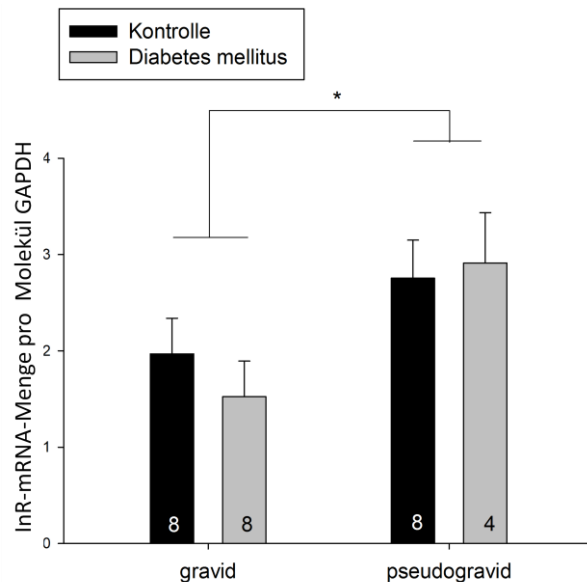 Kontrolle
Diabetes mellitus
*
InR-mRNA-Menge pro Molekül GAPDH
4
3
2
1
0
8 8 8 4
gravid pseudogravid